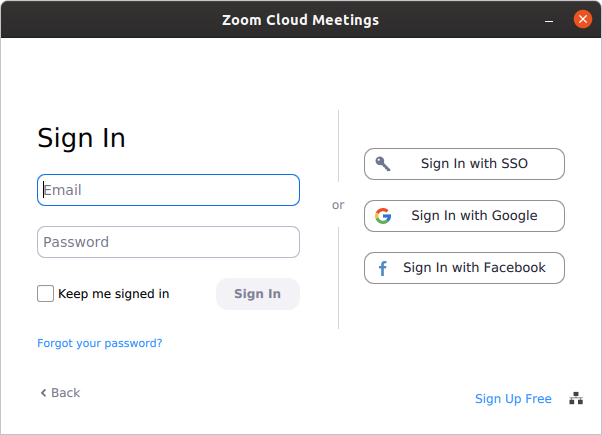 Zoom Cloud Meetings
Sign In
Email
Password
Keep me signed in
Sign In
Forgot your password?
Back
or
Sign In with SSO
Sign In with Google
Sign In with Facebook
Sign Up Free